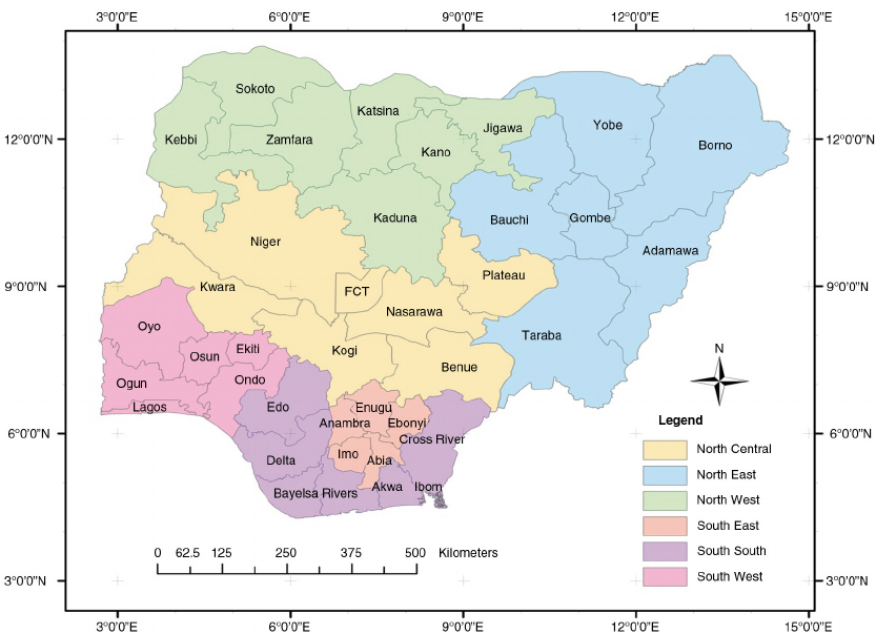 3°0'0"E 6°0'0"E 9°0'0"E 12°0'0"E 15°0'0"E
Sokoto
Katsina
Jigawa
Yobe
12°0'0"N
Kebbi
Zamfara
Kano
Borno
12°0'0"N
Kaduna
Bauchi
Gombe
Niger
Adamawa
Plateau
9°0'0"N
Kwara
FCT
9°0'0"N
Nasarawa
Oyo
Taraba
Osun
Ekiti
Kogi
N
Benue
Ogun
Ondo
Lagos
Edo
Enugu
Anambra
Ebonyi
Legend
6°0'0"N
Cross River
6°0'0"N
North Central
Delta
Imo
Abia
North East
Bayelsa
Rivers
Akwa Ibom
North West
South East
South South
0 62.5 125 250 375 500 Kilometers
South West
3°0'0"N
3°0'0"N
3°0'0"E 6°0'0"E 9°0'0"E 12°0'0"E 15°0'0"E